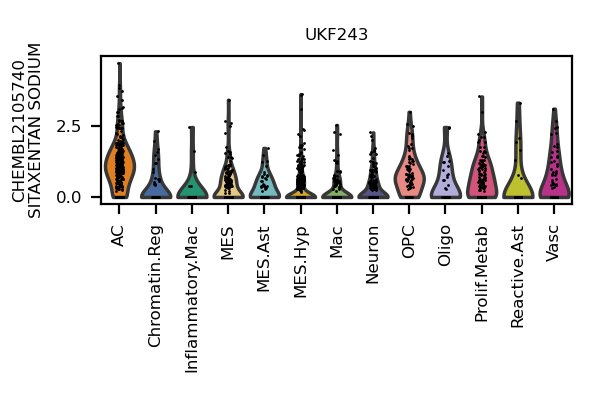 UKF243
CHEMBL2105740
SITAXENTAN SODIUM
2.5
0.0
AC
Chromatin.Reg
Inflammatory.Mac
MES
MES.Ast
MES.Hyp
Mac
Neuron
OPC
Oligo
Prolif.Metab
Reactive.Ast
Vasc